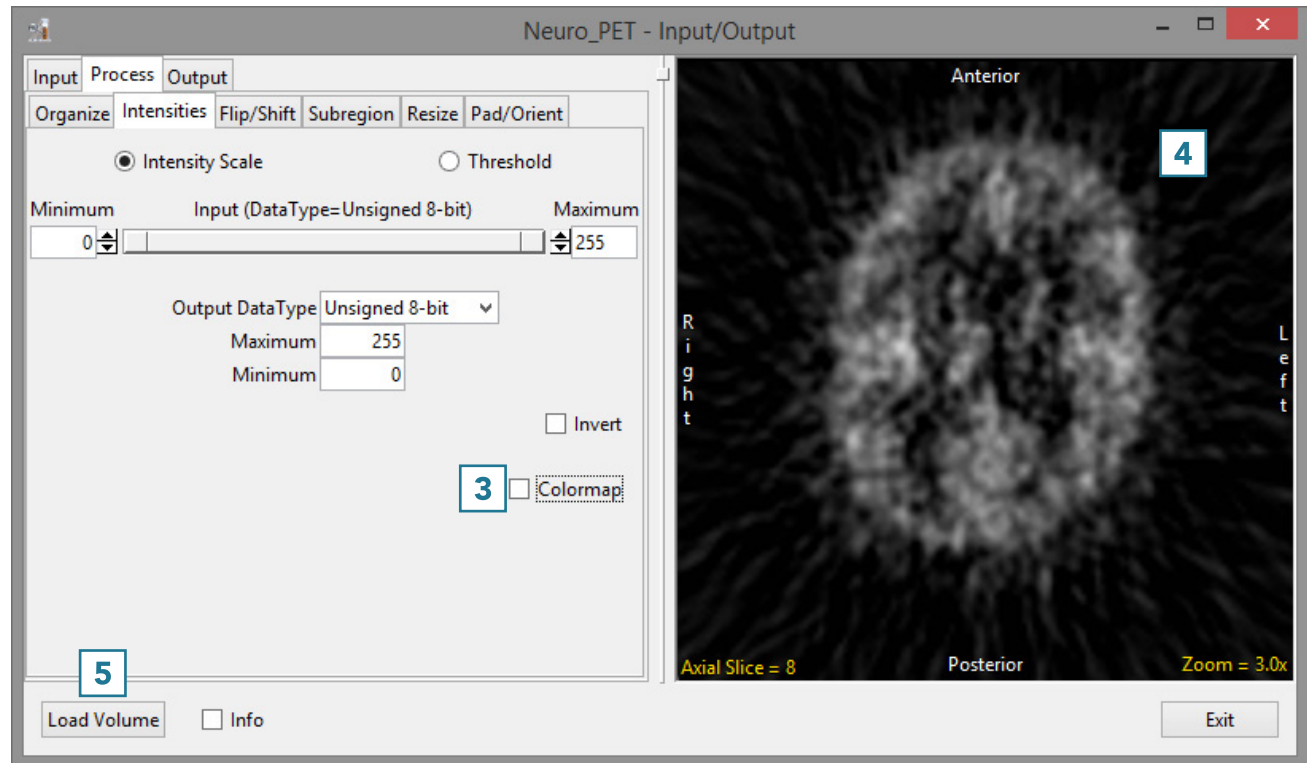 Neuro_PET - Input/Output
Input Process Output
Organize Intensities Flip/Shift Subregion Resize Pad/Orient
Intensity Scale Threshold
Minimum Input (DataType=Unsigned 8-bit) Maximum
0 255
Output DataType Unsigned 8-bit
Maximum 255
Minimum 0
Invert
3 Colormap
5
Load Volume Info
Anterior
4
Right
Left
Axial Slice = 8 Posterior Zoom = 3.0x
Exit